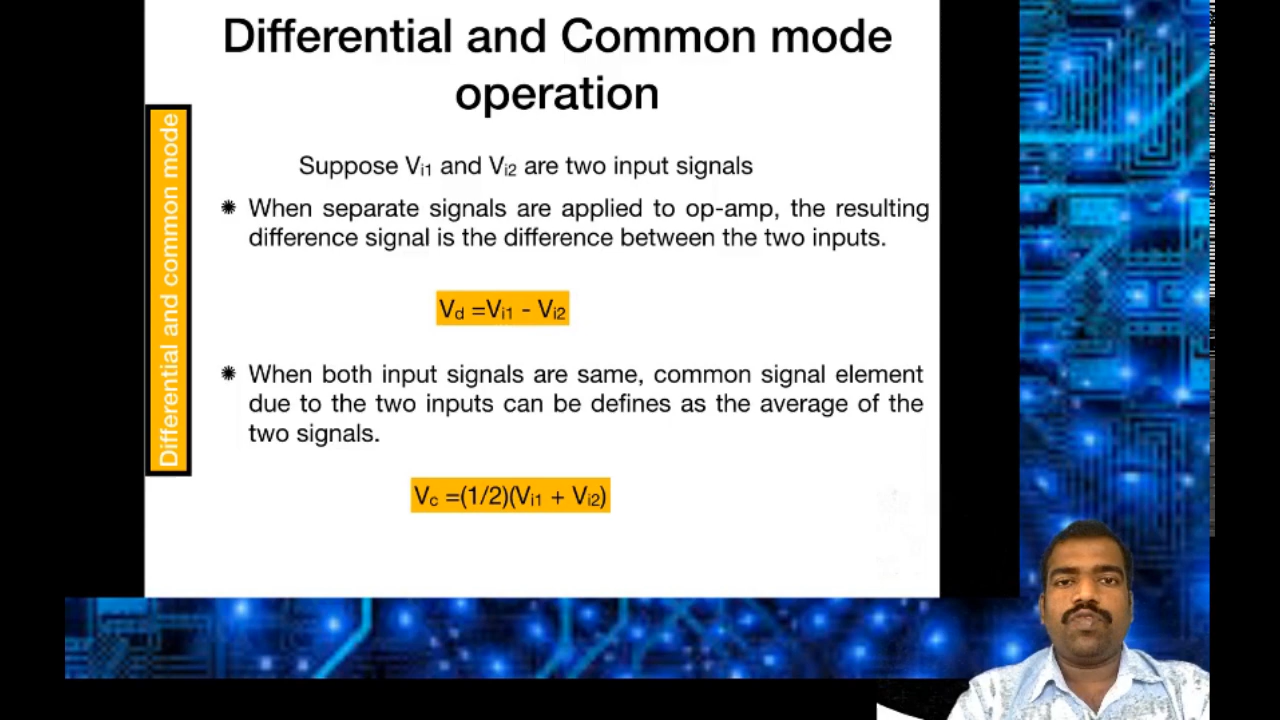 Differential and Common mode
operation
Differential and common mode
Suppose Vi1 and Vi2 are two input signals
✹ When separate signals are applied to op-amp, the resulting
difference signal is the difference between the two inputs.
Vd =Vi1 - Vi2
✹ When both input signals are same, common signal element
due to the two inputs can be defines as the average of the
two signals.
Vc =(1/2)(Vi1 + Vi2)